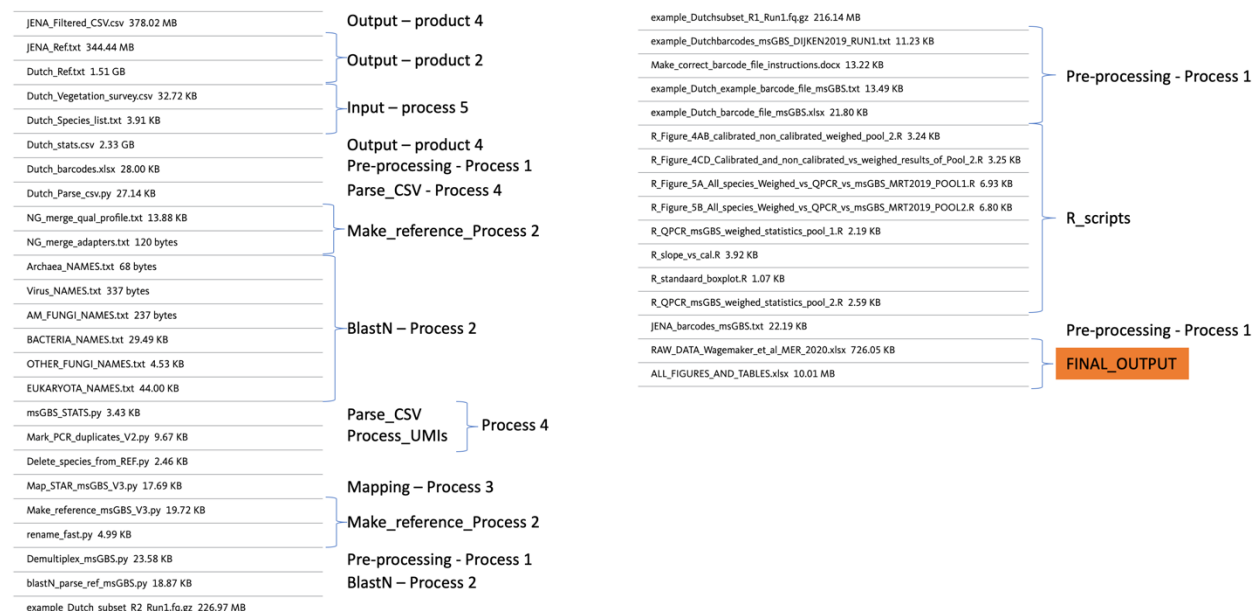 JENA_Filtered_CSV.csv 378.02 MB
Output – product 4
JENA_Ref.txt 344.44 MB
Dutch_Ref.txt 1.51 GB
Output – product 2
Dutch_Vegetation_survey.csv 32.72 KB
Dutch_Species_list.txt 3.91 KB
Input – process 5
Dutch_stats.csv 2.33 GB
Output – product 4
Dutch_barcodes.xlsx 28.00 KB
Pre-processing - Process 1
Dutch_Parse_csv.py 27.14 KB
Parse_CSV - Process 4
NG_merge_qual_profile.txt 13.88 KB
NG_merge_adapters.txt 120 bytes
Make_reference_Process 2
Archaea_NAMES.txt 68 bytes
Virus_NAMES.txt 337 bytes
AM_FUNGI_NAMES.txt 237 bytes
BACTERIA_NAMES.txt 29.49 KB
OTHER_FUNGI_NAMES.txt 4.53 KB
EUKARYOTA_NAMES.txt 44.00 KB
BlastN – Process 2
msGBS_STATS.py 3.43 KB
Mark_PCR_duplicates_V2.py 9.67 KB
Delete_species_from_REF.py 2.46 KB
Parse_CSV
Process_UMIs
Process 4
Map_STAR_msGBS_V3.py 17.69 KB
Mapping – Process 3
Make_reference_msGBS_V3.py 19.72 KB
rename_fast.py 4.99 KB
Make_reference_Process 2
Demultiplex_msGBS.py 23.58 KB
Pre-processing - Process 1
blastN_parse_ref_msGBS.py 18.87 KB
BlastN – Process 2
example_Dutch_subset_R2_Run1.fq.gz 226.97 MB
example_Dutchsubset_R1_Run1.fq.gz 216.14 MB
example_Dutchbarcodes_msGBS_DIJKEN2019_RUN1.txt 11.23 KB
Make_correct_barcode_file_instructions.docx 13.22 KB
example_Dutch_example_barcode_file_msGBS.txt 13.49 KB
example_Dutch_barcode_file_msGBS.xlsx 21.80 KB
Pre-processing - Process 1
R_Figure_4AB_calibrated_non_calibrated_weighed_pool_2.R 3.24 KB
R_Figure_4CD_Calibrated_and_non_calibrated_vs_weighed_results_of_Pool_2.R 3.25 KB
R_Figure_5A_All_species_Weighed_vs_QPCR_vs_msGBS_MRT2019_POOL1.R 6.93 KB
R_Figure_5B_All_species_Weighed_vs_QPCR_vs_msGBS_MRT2019_POOL2.R 6.80 KB
R_QPCR_msGBS_weighed_statistics_pool_1.R 2.19 KB
R_slope_vs_cal.R 3.92 KB
R_standaard_boxplot.R 1.07 KB
R_QPCR_msGBS_weighed_statistics_pool_2.R 2.59 KB
R_scripts
JENA_barcodes_msGBS.txt 22.19 KB
Pre-processing - Process 1
RAW_DATA_Wagemaker_et_al_MER_2020.xlsx 726.05 KB
ALL_FIGURES_AND_TABLES.xlsx 10.01 MB
FINAL_OUTPUT